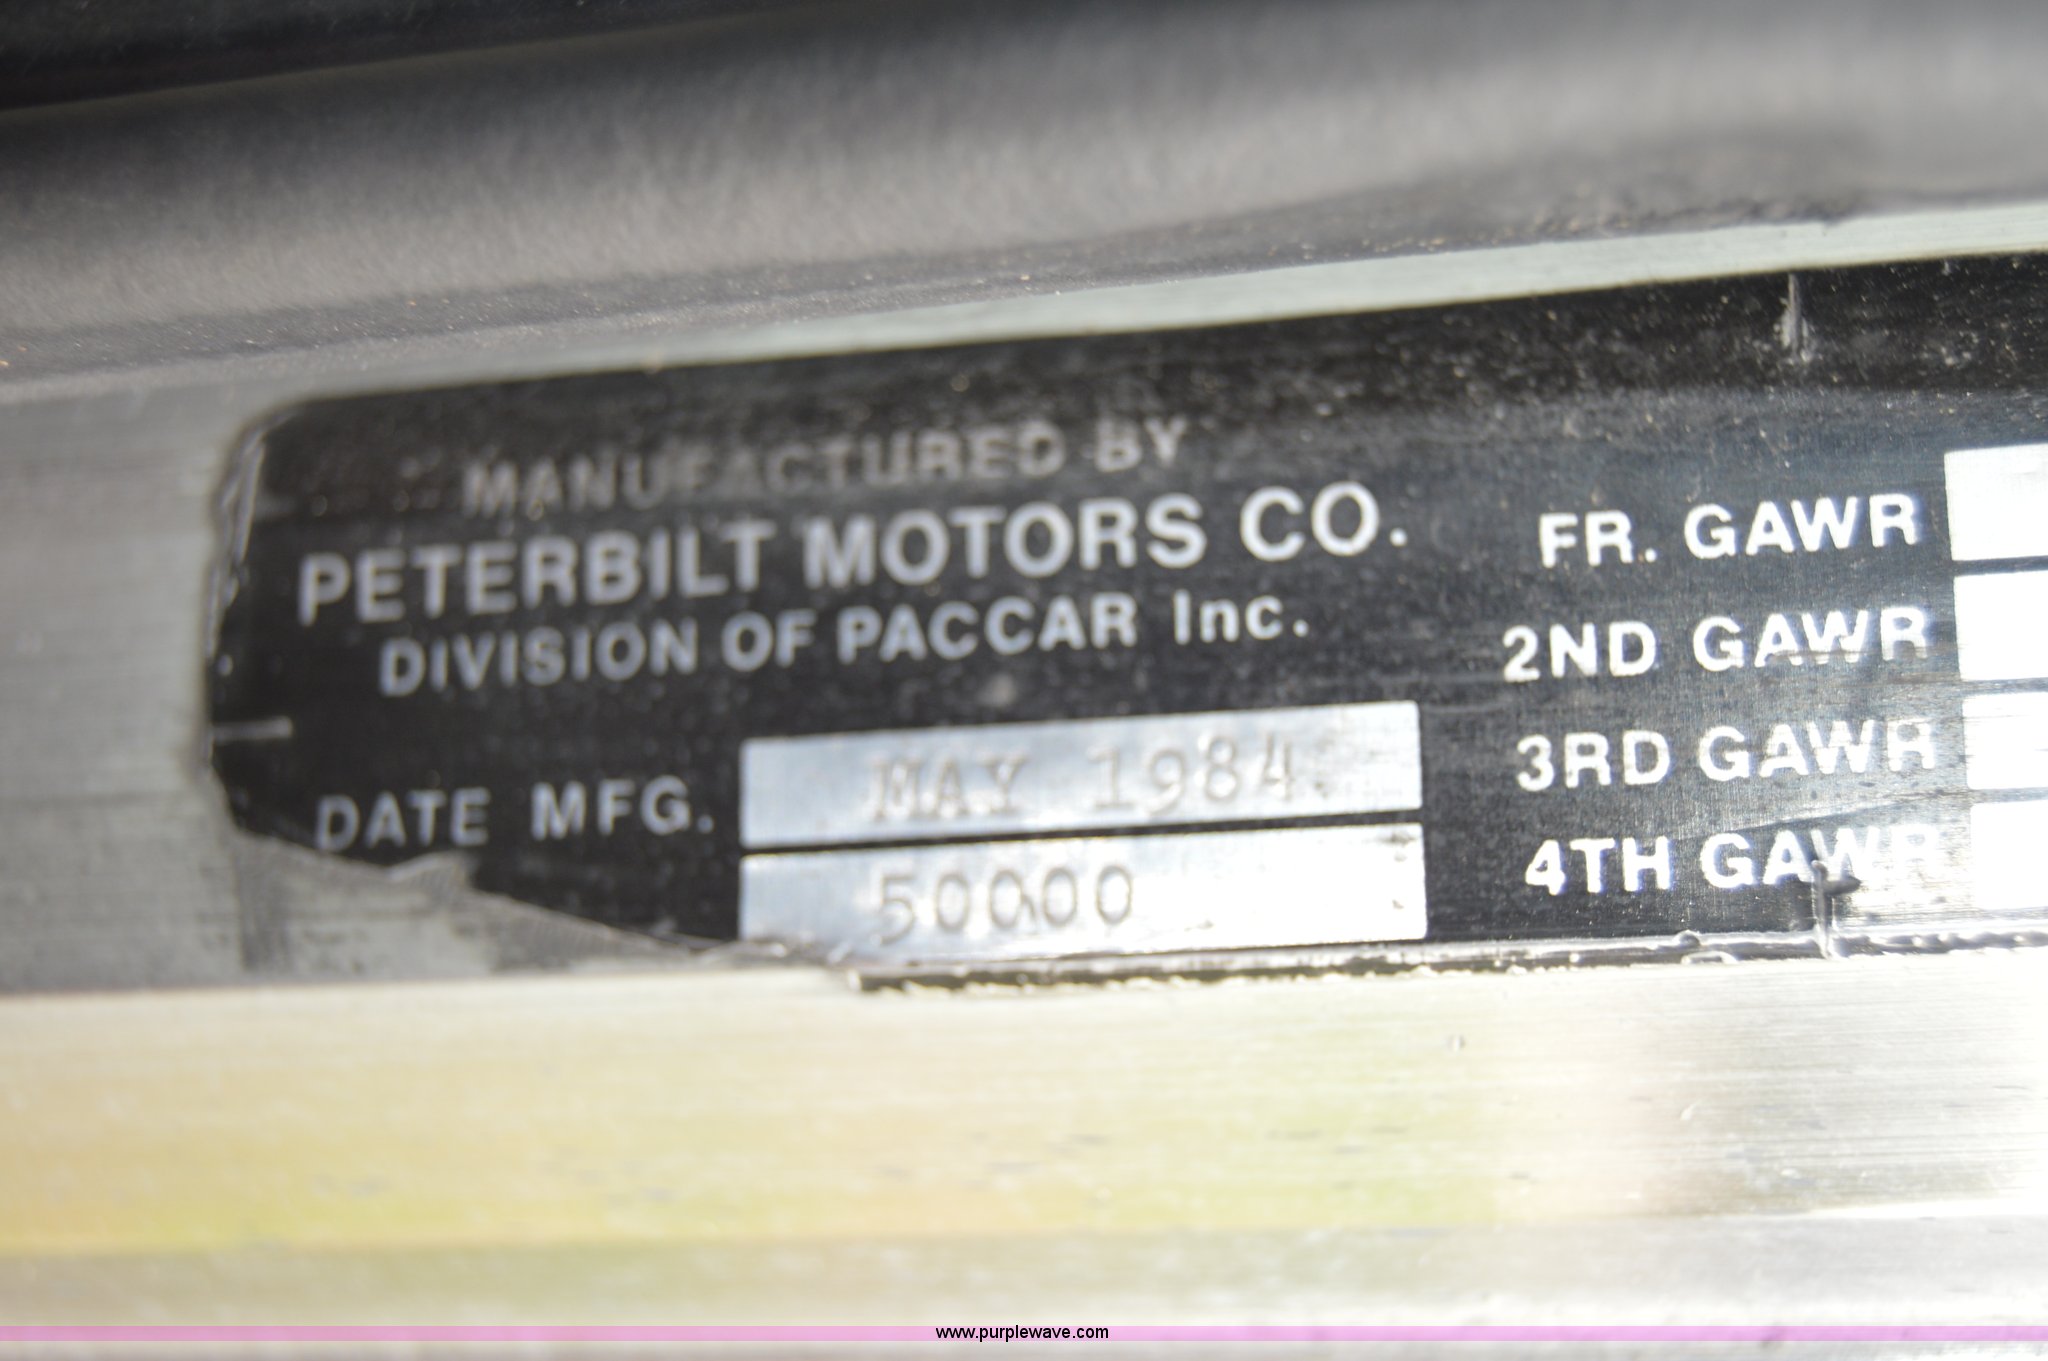 MANUFACTURED BY
PETERBILT MOTORS CO.
DIVISION OF PACCAR Inc.
DATE MFG. MAY 1984
50000
FR. GAWR
2ND GAWR
3RD GAWR
4TH GAWR
www.purplewave.com